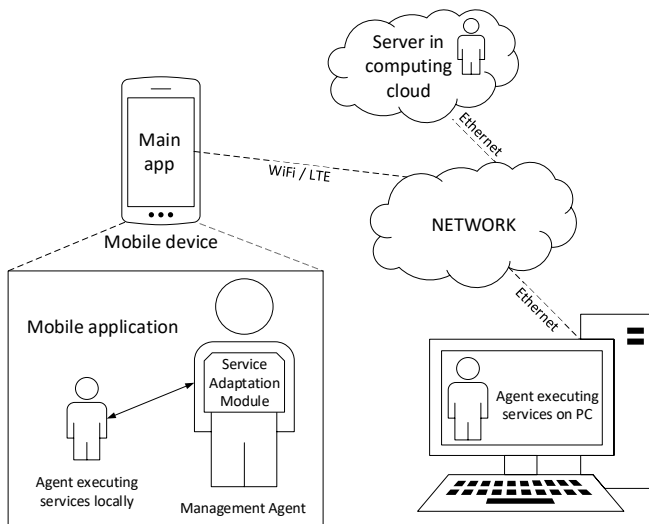 Server in
computing
cloud
Ethernet
Main
app
WiFi / LTE
NETWORK
Mobile device
Ethernet
Mobile application
Service
Adaptation
Module
Agent executing
services on PC
Agent executing
services locally
Management Agent